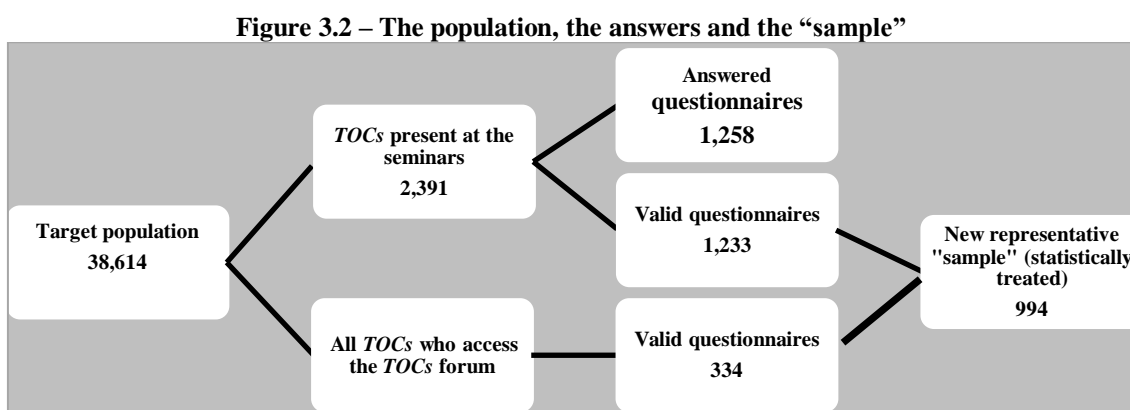 Figure 3.2 – The population, the answers and the “sample”
Answered
questionnaires
1,258
TOCs present at the
seminars
2,391
Valid questionnaires
1,233
Target population
38,614
New representative
"sample" (statistically
treated)
994
All TOCs who access
the TOCs forum
Valid questionnaires
334